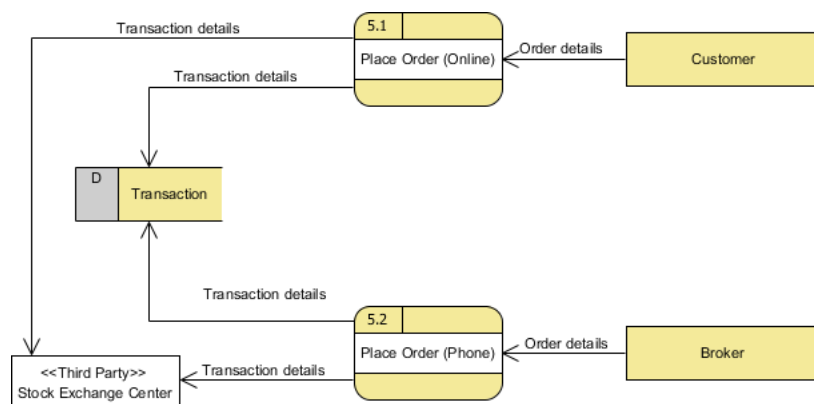 Transaction details
5.1
Place Order (Online)
Order details
Customer
Transaction details
D
Transaction
Transaction details
5.2
Place Order (Phone)
Order details
Broker
<<Third Party>>
Stock Exchange Center
Transaction details